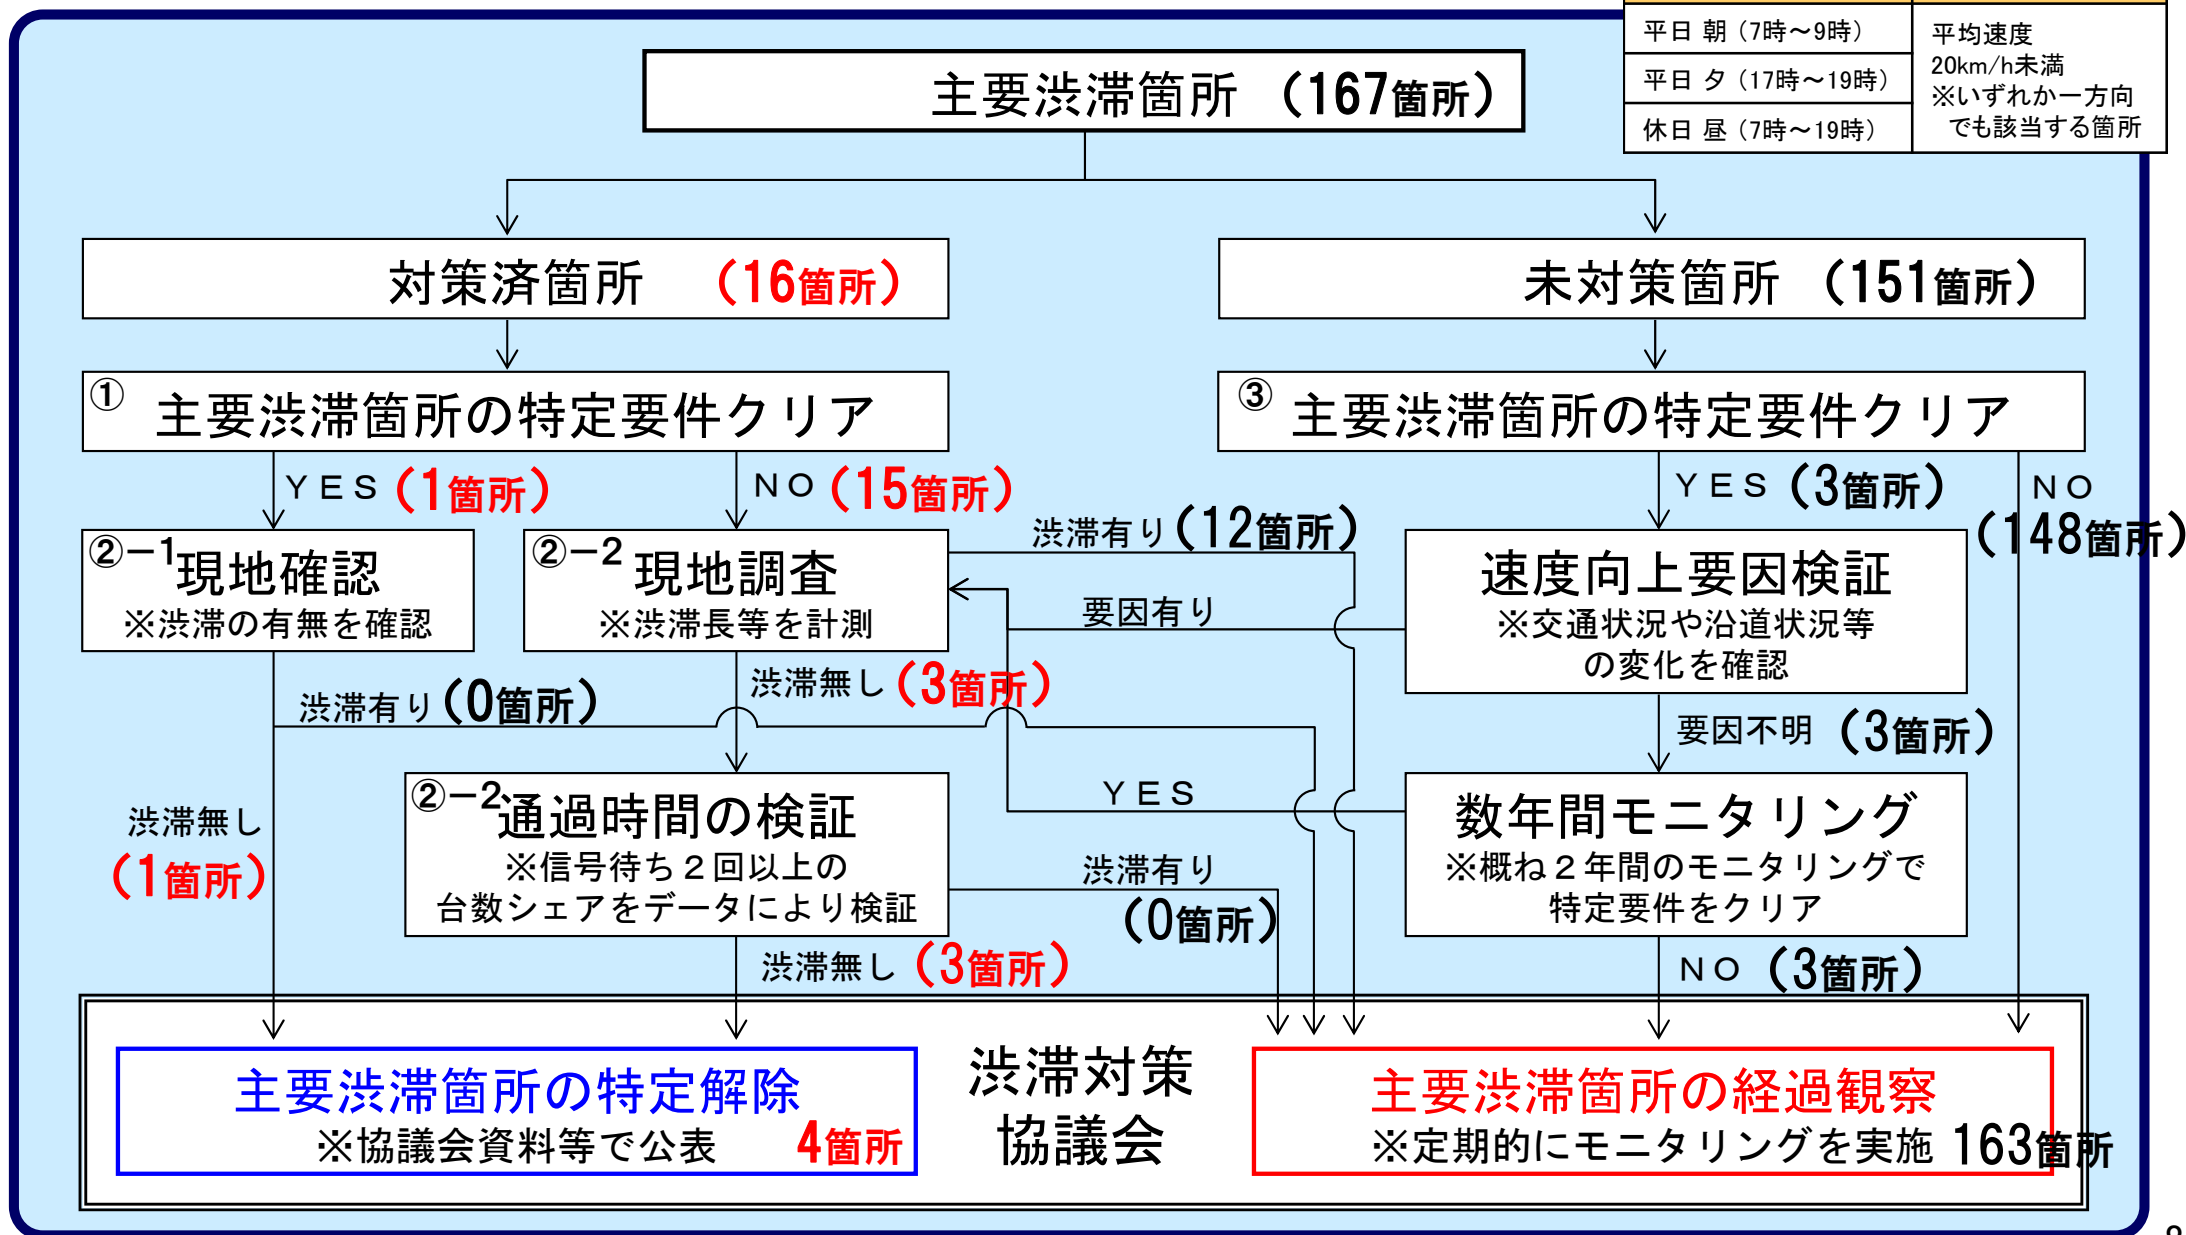 平日 朝（7時～9時）
平日 夕（17時～19時）
休日 昼（7時～19時）
平均速度
20km/h未満
※いずれか一方向
でも該当する箇所
主要渋滞箇所 （167箇所）
対策済箇所 （16箇所）
未対策箇所 （151箇所）
① 主要渋滞箇所の特定要件クリア
③ 主要渋滞箇所の特定要件クリア
ＹＥＳ（1箇所）
ＮＯ（15箇所）
ＹＥＳ（3箇所）
ＮＯ
（148箇所）
②－1現地確認
※渋滞の有無を確認
②－2 現地調査
※渋滞長等を計測
渋滞有り（12箇所）
要因有り
速度向上要因検証
※交通状況や沿道状況等
の変化を確認
渋滞有り（0箇所）
渋滞無し（3箇所）
要因不明（3箇所）
渋滞無し
（1箇所）
②－2通過時間の検証
※信号待ち２回以上の
台数シェアをデータにより検証
ＹＥＳ
渋滞有り
（0箇所）
数年間モニタリング
※概ね２年間のモニタリングで
特定要件をクリア
渋滞無し（3箇所）
ＮＯ（3箇所）
主要渋滞箇所の特定解除
※協議会資料等で公表 4箇所
渋滞対策
協議会
主要渋滞箇所の経過観察
※定期的にモニタリングを実施 163箇所